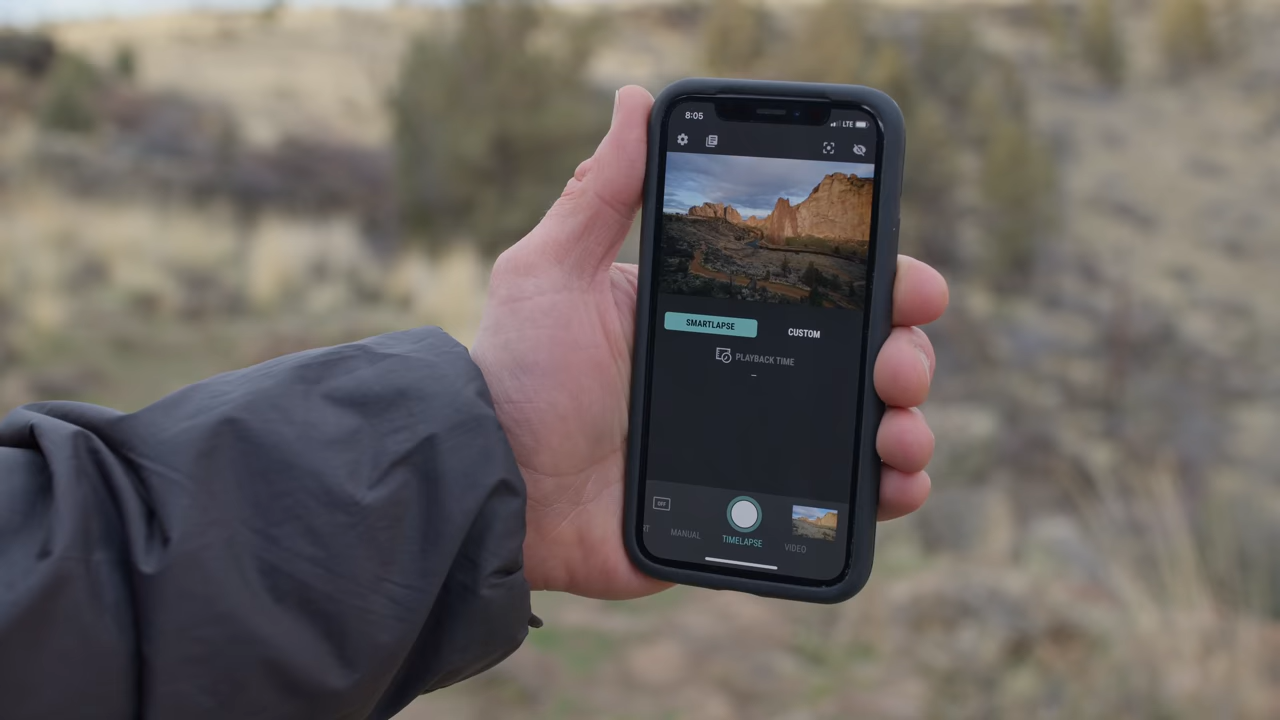 8:05
LTE
SMARTLAPSE
CUSTOM
PLAYBACK TIME
–
OFF
MANUAL
TIMELAPSE
VIDEO